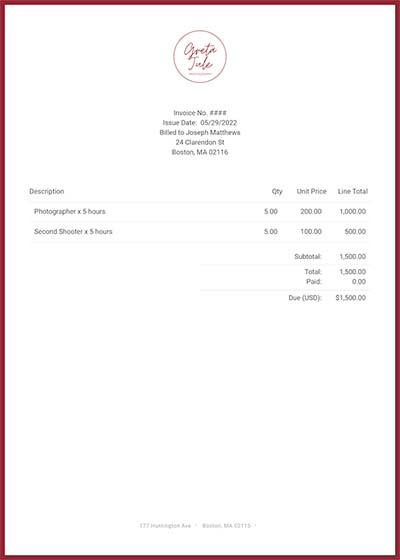 Greta
Jule
PHOTOGRAPHY
Invoice No. ####
Issue Date: 05/29/2022
Billed to Joseph Matthews
24 Clarendon St
Boston, MA 02116
Description Qty Unit Price Line Total
Photographer x 5 hours 5.00 200.00 1,000.00
Second Shooter x 5 hours 5.00 100.00 500.00
Subtotal: 1,500.00
Total: 1,500.00
Paid: 0.00
Due (USD): $1,500.00
177 Huntington Ave • Boston, MA 02115 •